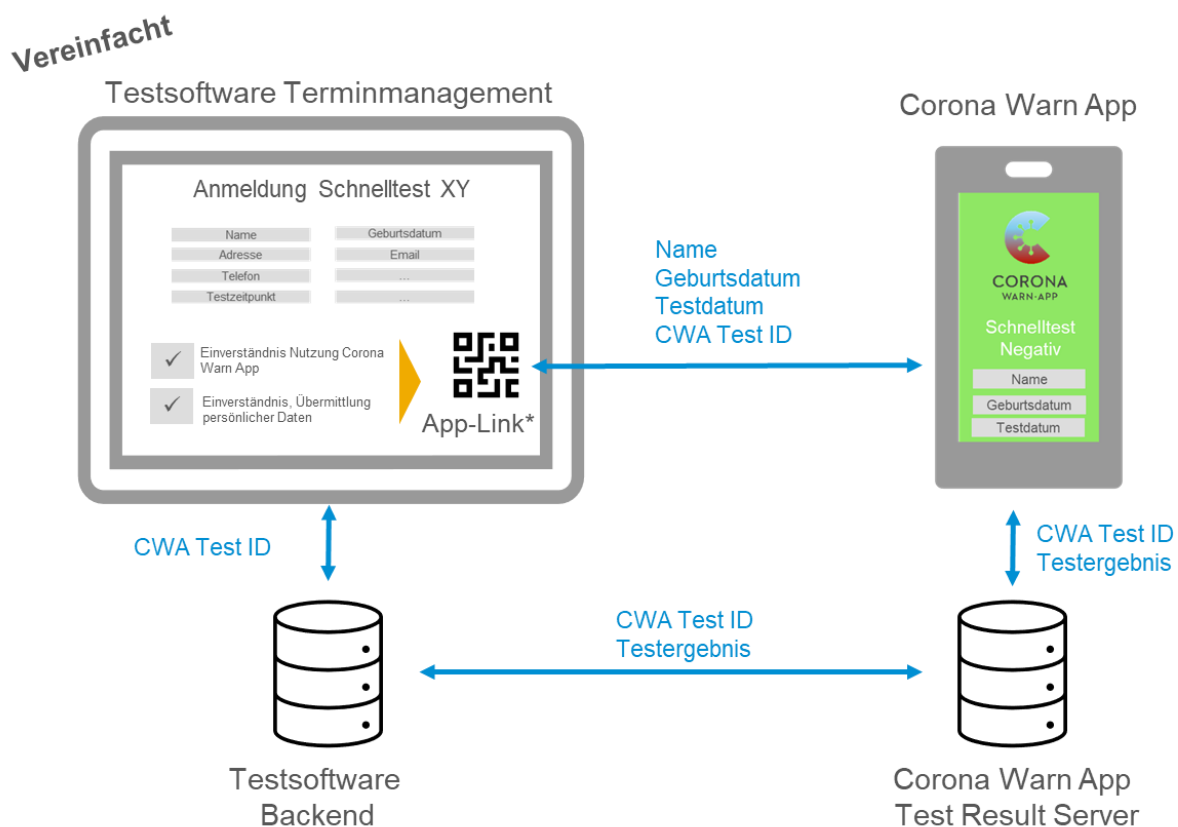 Vereinfacht
Testsoftware Terminmanagement
Anmeldung Schnelltest XY
Name
Geburtsdatum
Adresse
Email
Telefon
...
Testzeitpunkt
...
Einverständnis Nutzung Corona
Warn App
Einverständnis, Übermittlung
persönlicher Daten
App-Link*
Name
Geburtsdatum
Testdatum
CWA Test ID
Corona Warn App
CORONA
WARN-APP
Schnelltest
Negativ
Name
Geburtsdatum
Testdatum
CWA Test ID
CWA Test ID
Testergebnis
CWA Test ID
Testergebnis
Testsoftware
Backend
Corona Warn App
Test Result Server